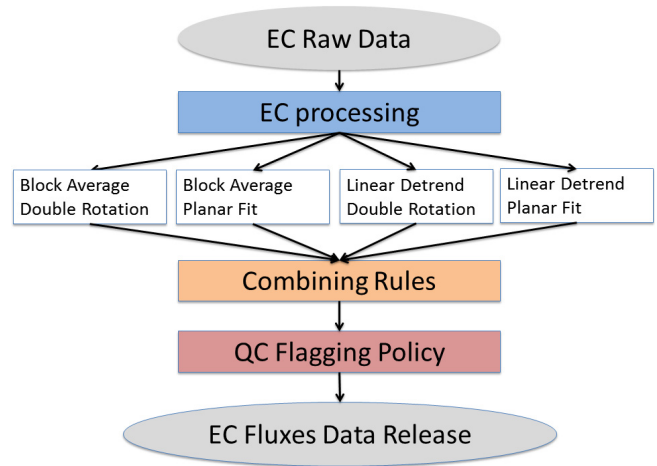 EC Raw Data
EC processing
Block Average
Double Rotation
Block Average
Planar Fit
Linear Detrend
Double Rotation
Linear Detrend
Planar Fit
Combining Rules
QC Flagging Policy
EC Fluxes Data Release